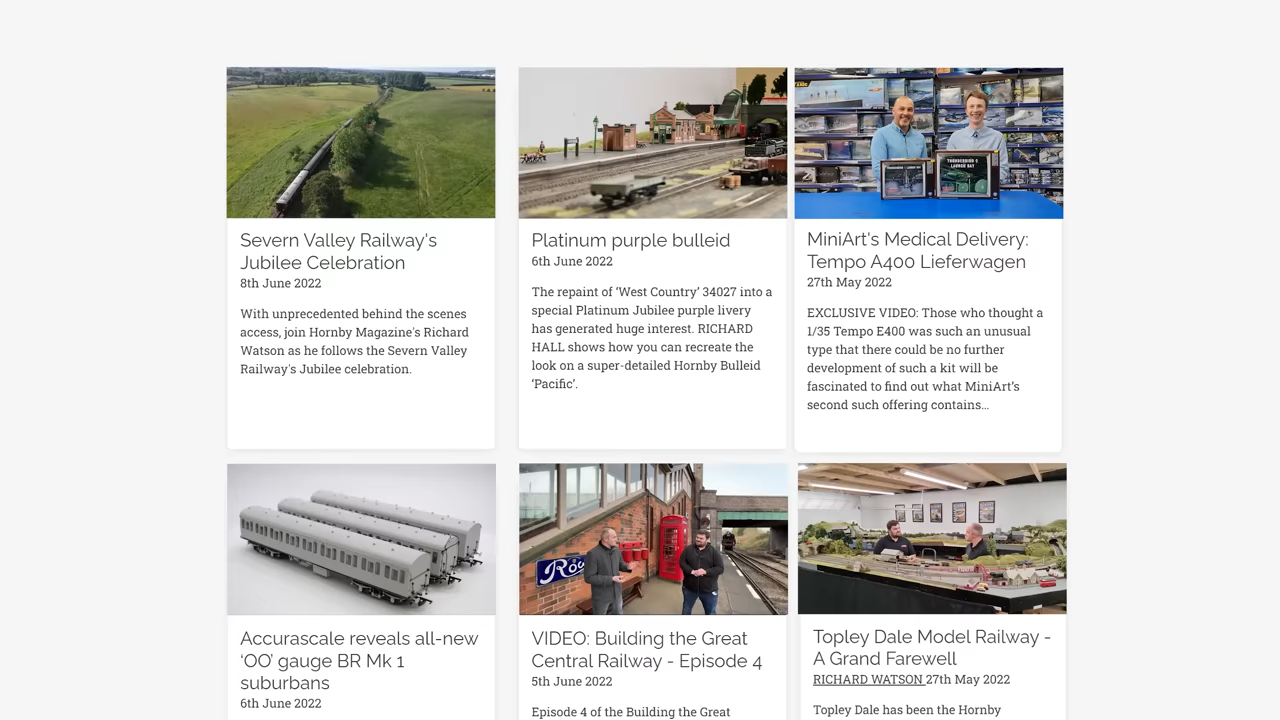 THUNDERBIRD 2
LAUNCH BAY
Severn Valley Railway's
Jubilee Celebration
8th June 2022
With unprecedented behind the scenes
access, join Hornby Magazine's Richard
Watson as he follows the Severn Valley
Railway's Jubilee celebration.
Platinum purple bulleid
6th June 2022
The repaint of ‘West Country’ 34027 into a
special Platinum Jubilee purple livery
has generated huge interest. RICHARD
HALL shows how you can recreate the
look on a super-detailed Hornby Bulleid
‘Pacific’.
MiniArt's Medical Delivery:
Tempo A400 Lieferwagen
27th May 2022
EXCLUSIVE VIDEO: Those who thought a
1/35 Tempo E400 was such an unusual
type that there could be no further
development of such a kit will be
fascinated to find out what MiniArt’s
second such offering contains…
Accurascale reveals all-new
‘OO’ gauge BR Mk 1
suburbans
6th June 2022
VIDEO: Building the Great
Central Railway - Episode 4
5th June 2022
Episode 4 of the Building the Great
Topley Dale Model Railway -
A Grand Farewell
RICHARD WATSON 27th May 2022
Topley Dale has been the Hornby